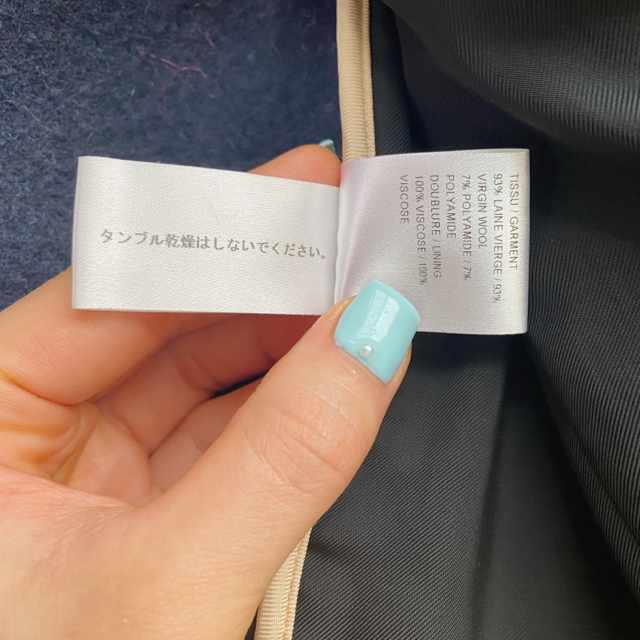 タンブル乾燥はしないでください。
TISSU / GARMENT
93% LAINE VIERGE / 93%
VIRGIN WOOL
7% POLYAMIDE / 7%
POLYAMIDE
DOUBLURE / LINING
100% VISCOSE / 100%
VISCOSE